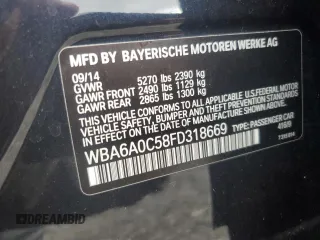 MFD BY BAYERISCHE MOTOREN WERKE AG
09/14
GVWR 5270 lbs 2390 kg
GAWR FRONT 2490 lbs 1129 kg
GAWR REAR 2865 lbs 1300 kg
THIS VEHICLE CONFORMS TO ALL APPLICABLE
U.S. FEDERAL MOTOR VEHICLE SAFETY, BUMPER, AND
THEFT PREVENTION STANDARDS IN EFFECT ON
THE DATE OF MANUFACTURE SHOWN ABOVE.
WBA6A0C58FD318669
PASSENGER CAR
DREAMBID